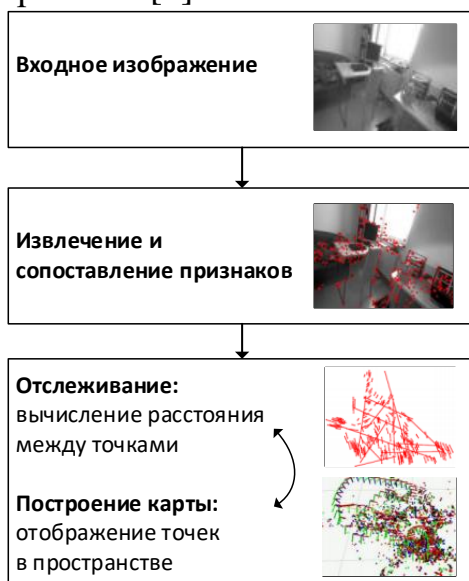 Входное изображение
Извлечение и
сопоставление признаков
Отслеживание:
вычисление расстояния
между точками
Построение карты:
отображение точек
в пространстве